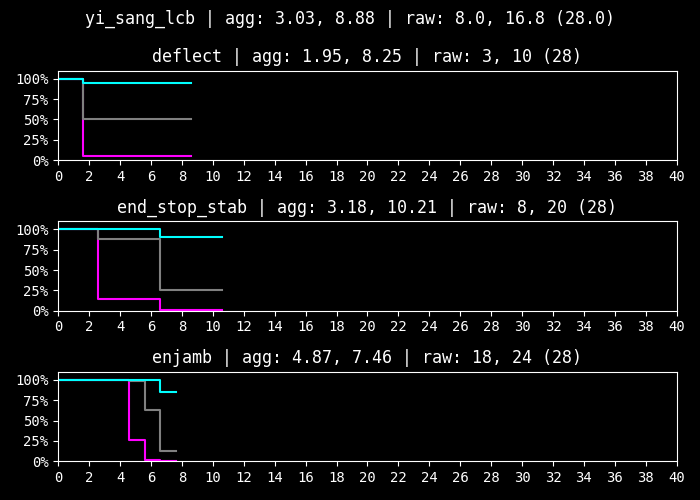 yi_sang_lcb | agg: 3.03, 8.88 | raw: 8.0, 16.8 (28.0)
deflect | agg: 1.95, 8.25 | raw: 3, 10 (28)
100%
75%
50%
25%
0%
0 2 4 6 8 10 12 14 16 18 20 22 24 26 28 30 32 34 36 38 40
end_stop_stab | agg: 3.18, 10.21 | raw: 8, 20 (28)
100%
75%
50%
25%
0%
0 2 4 6 8 10 12 14 16 18 20 22 24 26 28 30 32 34 36 38 40
enjamb | agg: 4.87, 7.46 | raw: 18, 24 (28)
100%
75%
50%
25%
0%
0 2 4 6 8 10 12 14 16 18 20 22 24 26 28 30 32 34 36 38 40